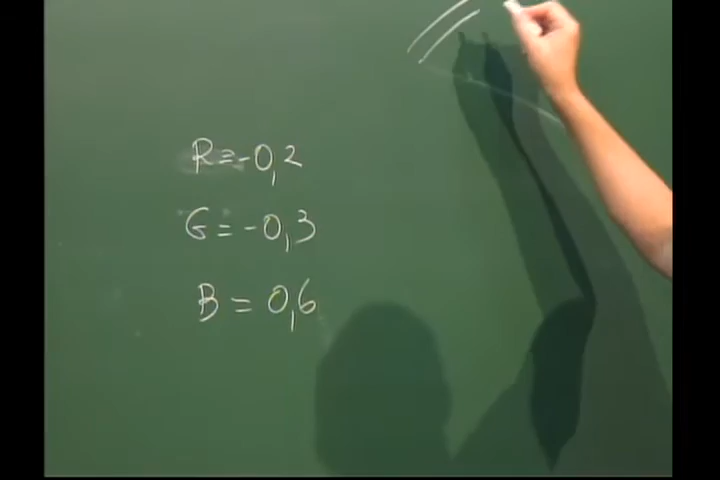 R = -0,2
G = -0,3
B = 0,6